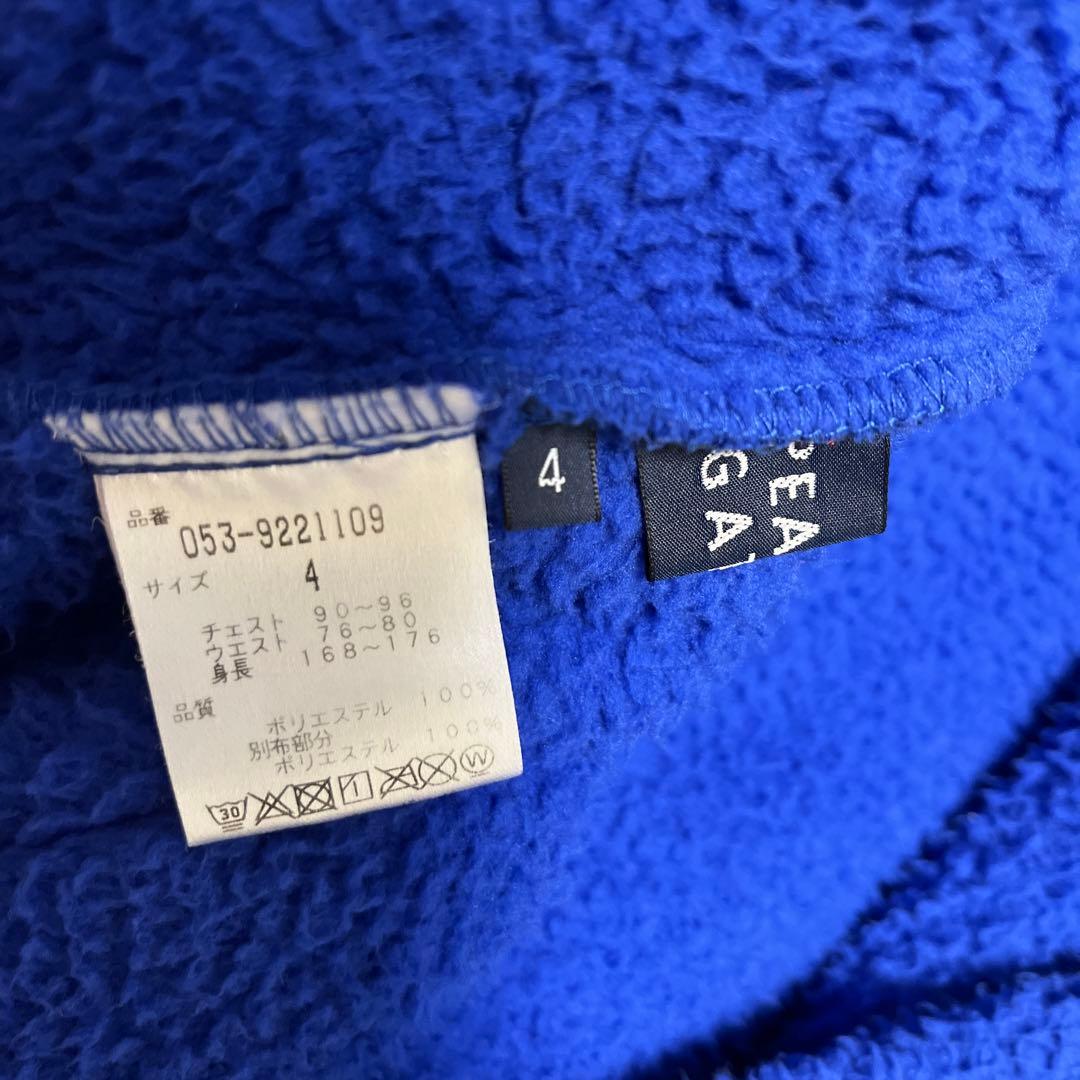 品番 053-9221109
サイズ 4
チェスト 90～96
ウエスト 76～80
身長 168～176
品質
ポリエステル 100%
別布部分
ポリエステル 100%
30 W
4
PEA
GA